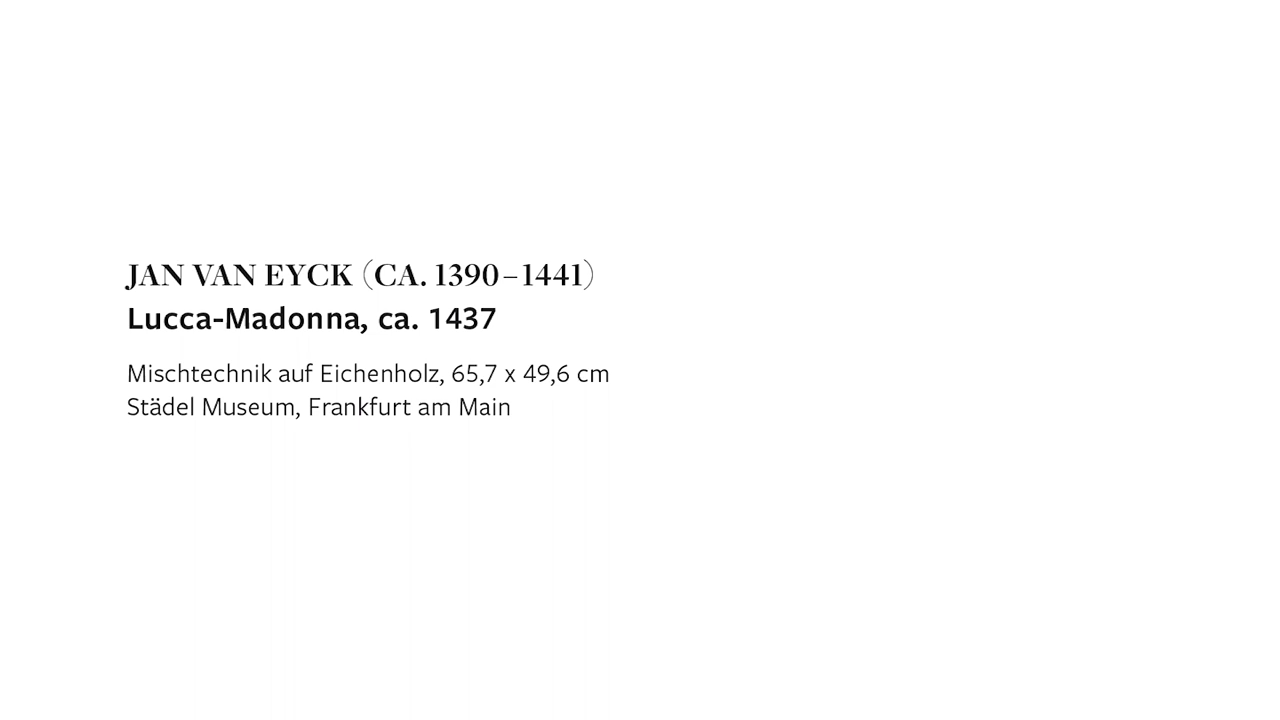 JAN VAN EYCK (CA. 1390–1441)
Lucca-Madonna, ca. 1437
Mischtechnik auf Eichenholz, 65,7 x 49,6 cm
Städel Museum, Frankfurt am Main